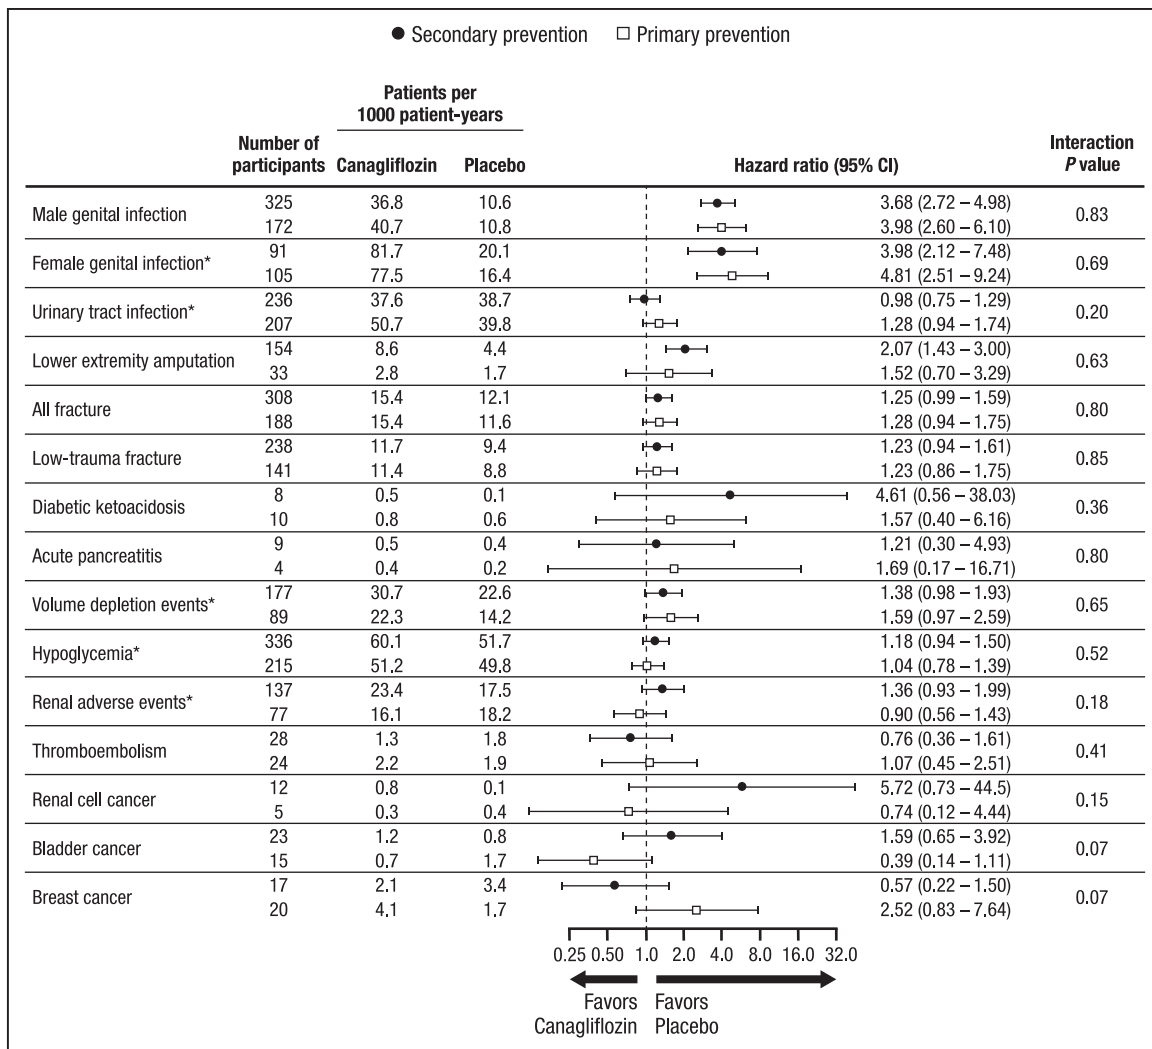 ● Secondary prevention □ Primary prevention
Patients per
1000 patient-years
Number of participants Canagliflozin Placebo Hazard ratio (95% CI) Interaction P value
Male genital infection
325 36.8 10.6 3.68 (2.72 – 4.98)
172 40.7 10.8 3.98 (2.60 – 6.10)
0.83
Female genital infection*
91 81.7 20.1 3.98 (2.12 – 7.48)
105 77.5 16.4 4.81 (2.51 – 9.24)
0.69
Urinary tract infection*
236 37.6 38.7 0.98 (0.75 – 1.29)
207 50.7 39.8 1.28 (0.94 – 1.74)
0.20
Lower extremity amputation
154 8.6 4.4 2.07 (1.43 – 3.00)
33 2.8 1.7 1.52 (0.70 – 3.29)
0.63
All fracture
308 15.4 12.1 1.25 (0.99 – 1.59)
188 15.4 11.6 1.28 (0.94 – 1.75)
0.80
Low-trauma fracture
238 11.7 9.4 1.23 (0.94 – 1.61)
141 11.4 8.8 1.23 (0.86 – 1.75)
0.85
Diabetic ketoacidosis
8 0.5 0.1 4.61 (0.56 – 38.03)
10 0.8 0.6 1.57 (0.40 – 6.16)
0.36
Acute pancreatitis
9 0.5 0.4 1.21 (0.30 – 4.93)
4 0.4 0.2 1.69 (0.17 – 16.71)
0.80
Volume depletion events*
177 30.7 22.6 1.38 (0.98 – 1.93)
89 22.3 14.2 1.59 (0.97 – 2.59)
0.65
Hypoglycemia*
336 60.1 51.7 1.18 (0.94 – 1.50)
215 51.2 49.8 1.04 (0.78 – 1.39)
0.52
Renal adverse events*
137 23.4 17.5 1.36 (0.93 – 1.99)
77 16.1 18.2 0.90 (0.56 – 1.43)
0.18
Thromboembolism
28 1.3 1.8 0.76 (0.36 – 1.61)
24 2.2 1.9 1.07 (0.45 – 2.51)
0.41
Renal cell cancer
12 0.8 0.1 5.72 (0.73 – 44.5)
5 0.3 0.4 0.74 (0.12 – 4.44)
0.15
Bladder cancer
23 1.2 0.8 1.59 (0.65 – 3.92)
15 0.7 1.7 0.39 (0.14 – 1.11)
0.07
Breast cancer
17 2.1 3.4 0.57 (0.22 – 1.50)
20 4.1 1.7 2.52 (0.83 – 7.64)
0.07
0.25 0.50 1.0 2.0 4.0 8.0 16.0 32.0
Favors Favors
Canagliflozin Placebo